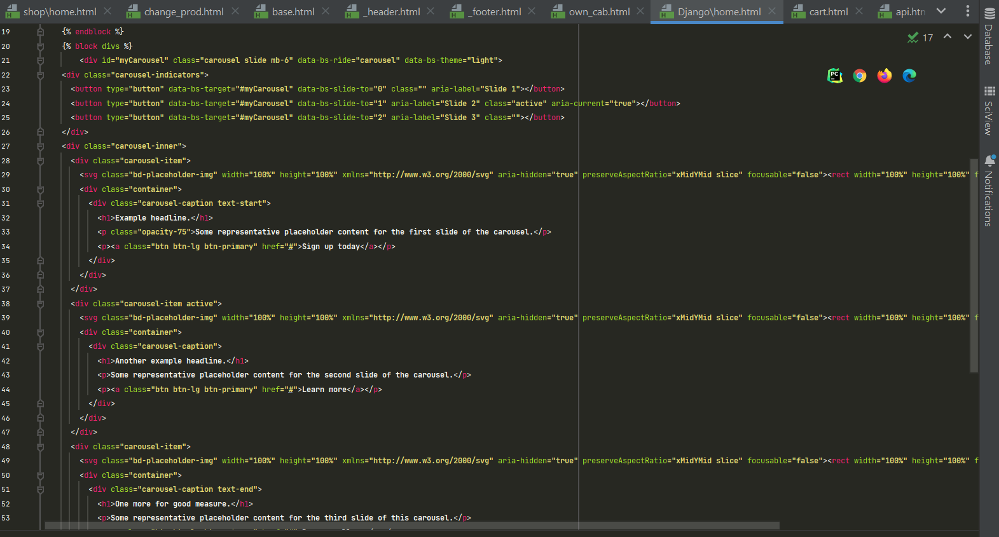 shop\home.html change_prod.html base.html _header.html _footer.html own_cab.html Django\home.html cart.html api.htm
17
Database
SciView
Notifications
19 {% endblock %}
20 {% block divs %}
21 <div id="myCarousel" class="carousel slide mb-6" data-bs-ride="carousel" data-bs-theme="light">
22 <div class="carousel-indicators">
23 <button type="button" data-bs-target="#myCarousel" data-bs-slide-to="0" class="" aria-label="Slide 1"></button>
24 <button type="button" data-bs-target="#myCarousel" data-bs-slide-to="1" aria-label="Slide 2" class="active" aria-current="true"></button>
25 <button type="button" data-bs-target="#myCarousel" data-bs-slide-to="2" aria-label="Slide 3" class=""></button>
26 </div>
27 <div class="carousel-inner">
28 <div class="carousel-item">
29 <svg class="bd-placeholder-img" width="100%" height="100%" xmlns="http://www.w3.org/2000/svg" aria-hidden="true" preserveAspectRatio="xMidYMid slice" focusable="false"><rect width="100%" height="100%" f
30 <div class="container">
31 <div class="carousel-caption text-start">
32 <h1>Example headline.</h1>
33 <p class="opacity-75">Some representative placeholder content for the first slide of the carousel.</p>
34 <p><a class="btn btn-lg btn-primary" href="#">Sign up today</a></p>
35 </div>
36 </div>
37 </div>
38 <div class="carousel-item active">
39 <svg class="bd-placeholder-img" width="100%" height="100%" xmlns="http://www.w3.org/2000/svg" aria-hidden="true" preserveAspectRatio="xMidYMid slice" focusable="false"><rect width="100%" height="100%" f
40 <div class="container">
41 <div class="carousel-caption">
42 <h1>Another example headline.</h1>
43 <p>Some representative placeholder content for the second slide of the carousel.</p>
44 <p><a class="btn btn-lg btn-primary" href="#">Learn more</a></p>
45 </div>
46 </div>
47 </div>
48 <div class="carousel-item">
49 <svg class="bd-placeholder-img" width="100%" height="100%" xmlns="http://www.w3.org/2000/svg" aria-hidden="true" preserveAspectRatio="xMidYMid slice" focusable="false"><rect width="100%" height="100%" f
50 <div class="container">
51 <div class="carousel-caption text-end">
52 <h1>One more for good measure.</h1>
53 <p>Some representative placeholder content for the third slide of this carousel.</p>